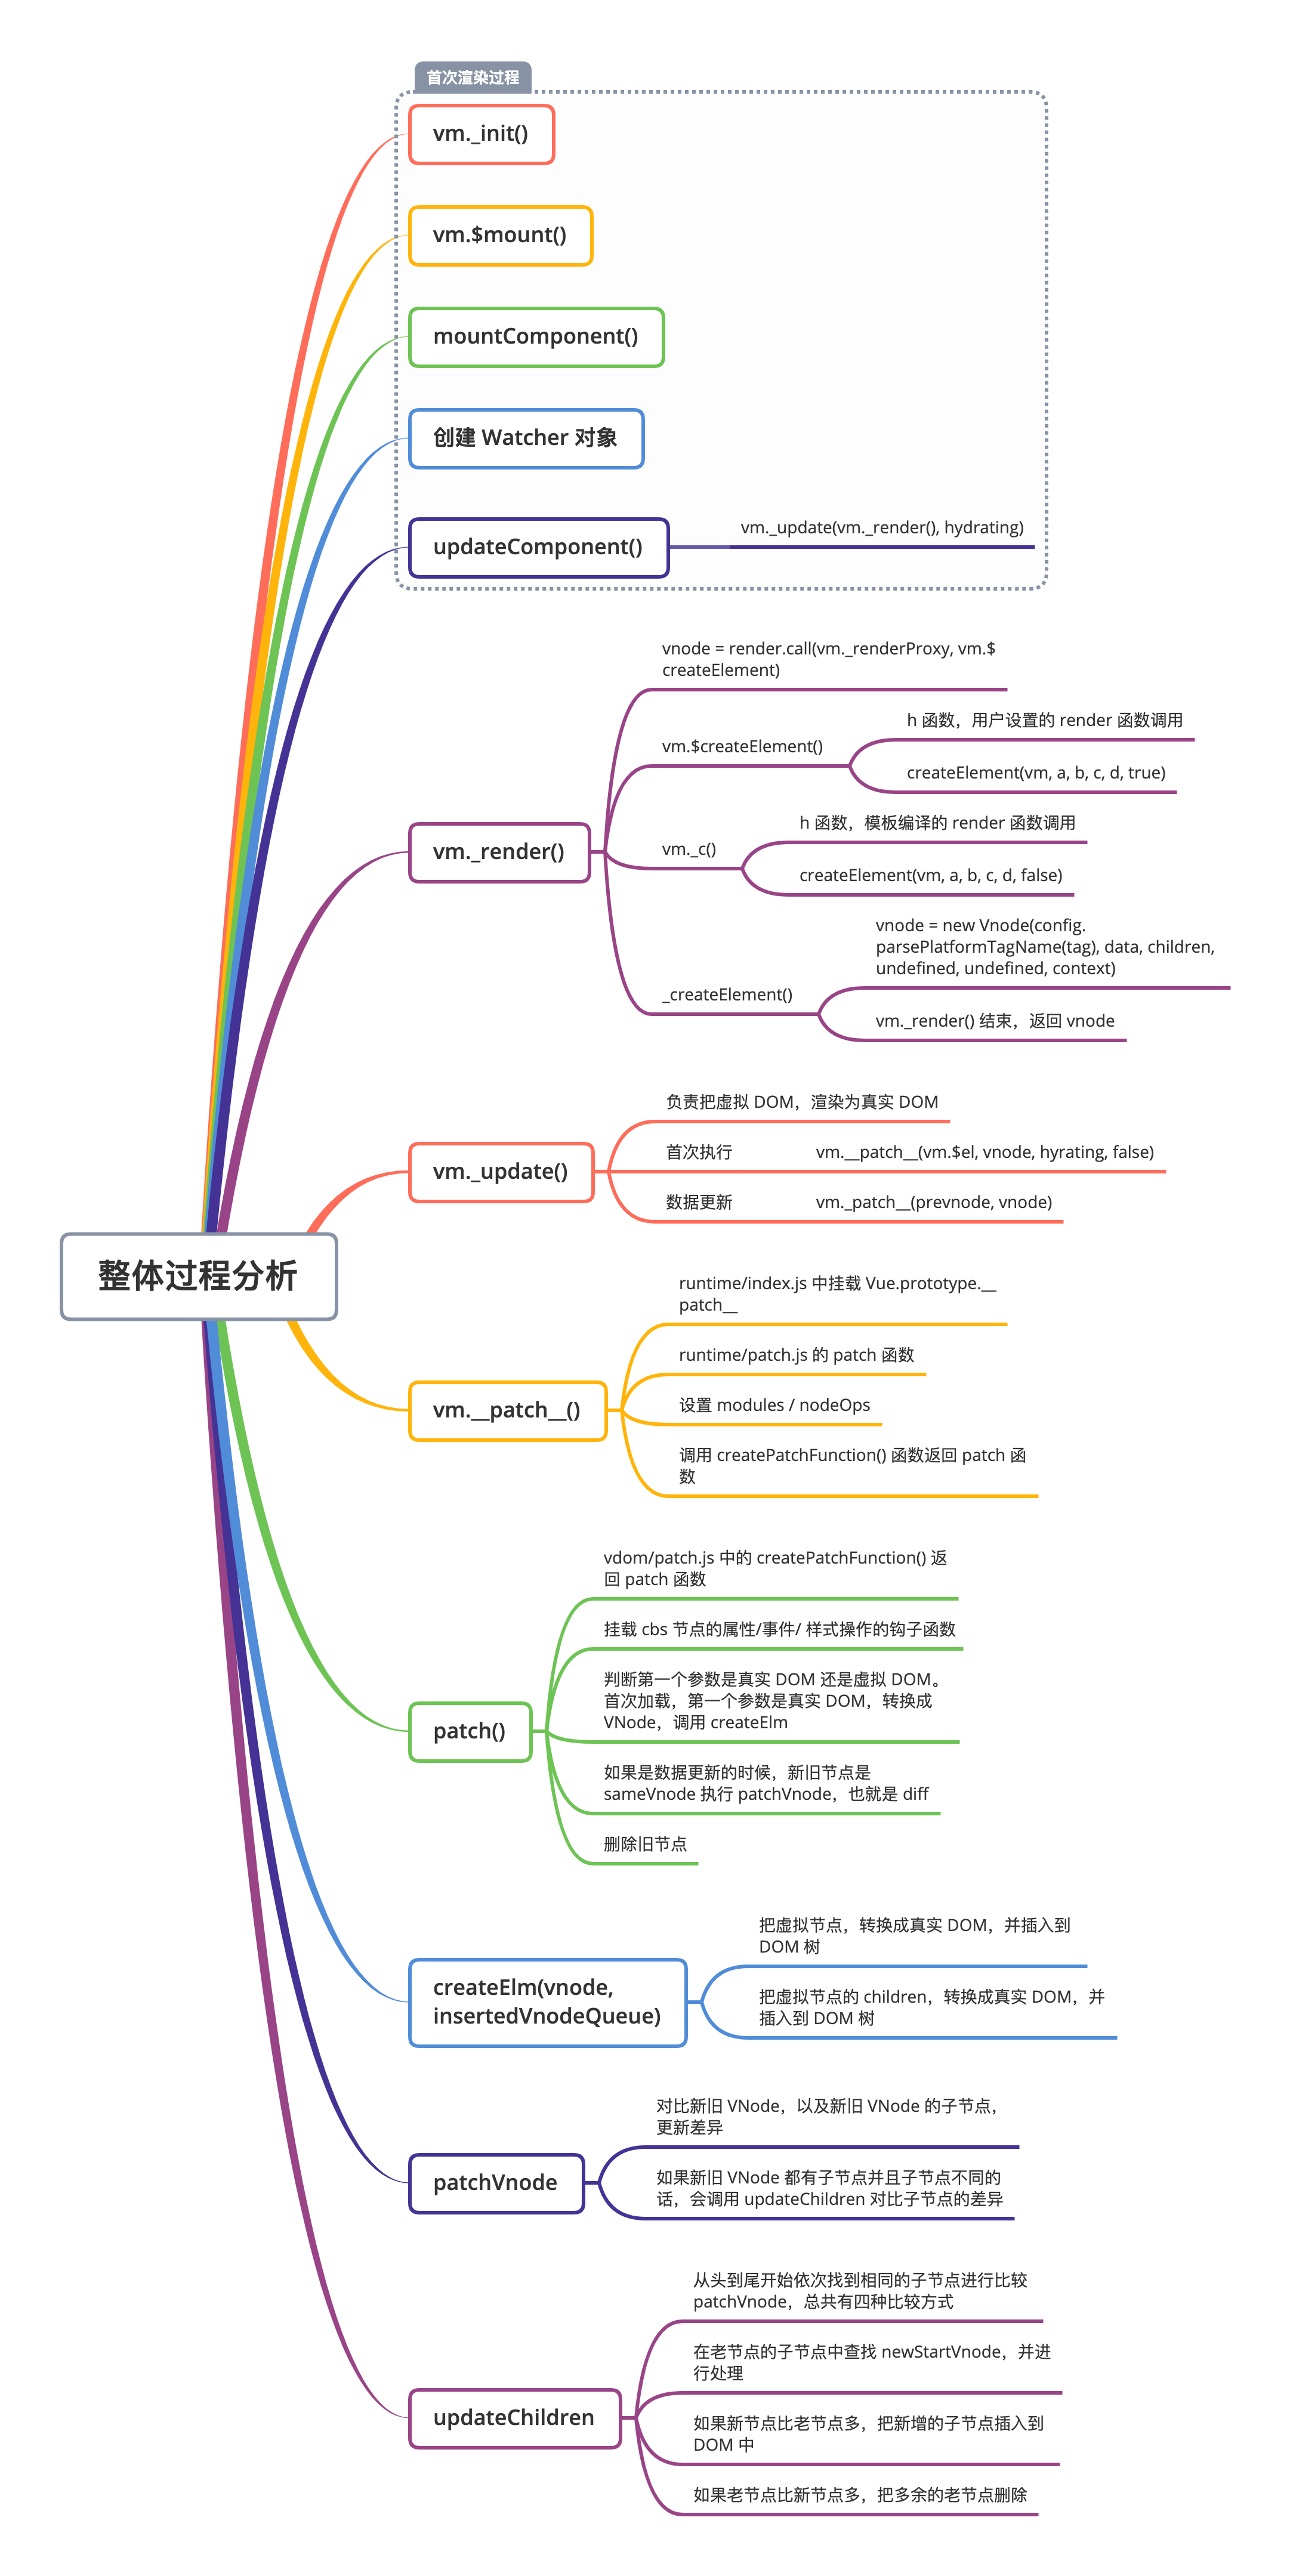 首次渲染过程
vm._init()
vm.$mount()
mountComponent()
创建 Watcher 对象
updateComponent()
vm._update(vm._render(), hydrating)
vm._render()
vnode = render.call(vm._renderProxy, vm.$
createElement)
vm.$createElement()
h 函数，用户设置的 render 函数调用
createElement(vm, a, b, c, d, true)
vm._c()
h 函数，模板编译的 render 函数调用
createElement(vm, a, b, c, d, false)
_createElement()
vnode = new Vnode(config.
parsePlatformTagName(tag), data, children,
undefined, undefined, context)
vm._render() 结束，返回 vnode
vm._update()
负责把虚拟 DOM，渲染为真实 DOM
首次执行 vm.__patch__(vm.$el, vnode, hyrating, false)
数据更新 vm._patch__(prevnode, vnode)
整体过程分析
vm.__patch__()
runtime/index.js 中挂载 Vue.prototype.__
patch__
runtime/patch.js 的 patch 函数
设置 modules / nodeOps
调用 createPatchFunction() 函数返回 patch 函
数
patch()
vdom/patch.js 中的 createPatchFunction() 返
回 patch 函数
挂载 cbs 节点的属性/事件/ 样式操作的钩子函数
判断第一个参数是真实 DOM 还是虚拟 DOM。
首次加载，第一个参数是真实 DOM，转换成
VNode，调用 createElm
如果是数据更新的时候，新旧节点是
sameVnode 执行 patchVnode，也就是 diff
删除旧节点
createElm(vnode,
insertedVnodeQueue)
把虚拟节点，转换成真实 DOM，并插入到
DOM 树
把虚拟节点的 children，转换成真实 DOM，并
插入到 DOM 树
patchVnode
对比新旧 VNode，以及新旧 VNode 的子节点，
更新差异
如果新旧 VNode 都有子节点并且子节点不同的
话，会调用 updateChildren 对比子节点的差异
updateChildren
从头到尾开始依次找到相同的子节点进行比较
patchVnode，总共有四种比较方式
在老节点的子节点中查找 newStartVnode，并进
行处理
如果新节点比老节点多，把新增的子节点插入到
DOM 中
如果老节点比新节点多，把多余的老节点删除